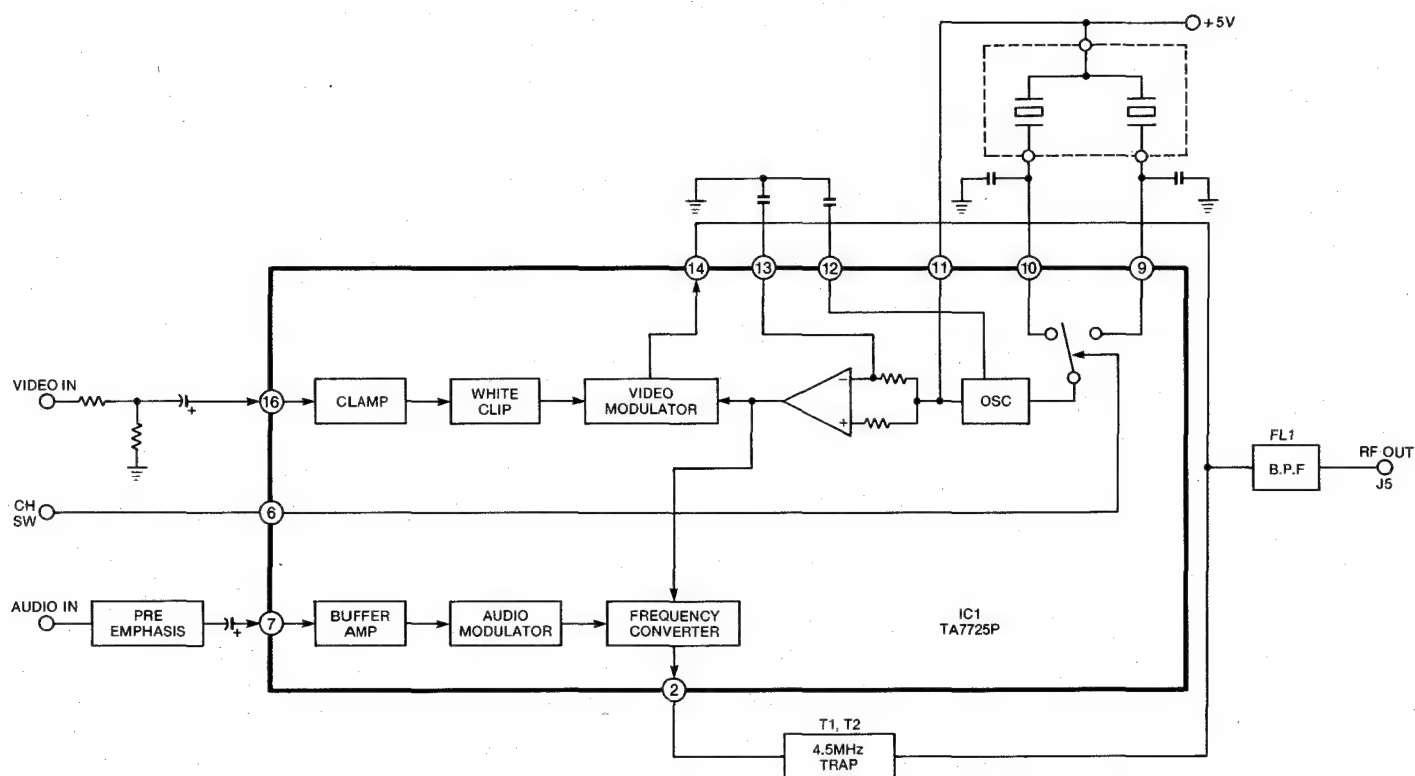 +5V
14
13
12
11
10
9
VIDEO IN
16
CLAMP
WHITE
CLIP
VIDEO
MODULATOR
−
+
OSC
+
FL1
B.P.F
RF OUT
J5
CH
SW
6
AUDIO IN
PRE
EMPHASIS
+
7
BUFFER
AMP
AUDIO
MODULATOR
FREQUENCY
CONVERTER
IC1
TA7725P
2
T1, T2
4.5MHz
TRAP